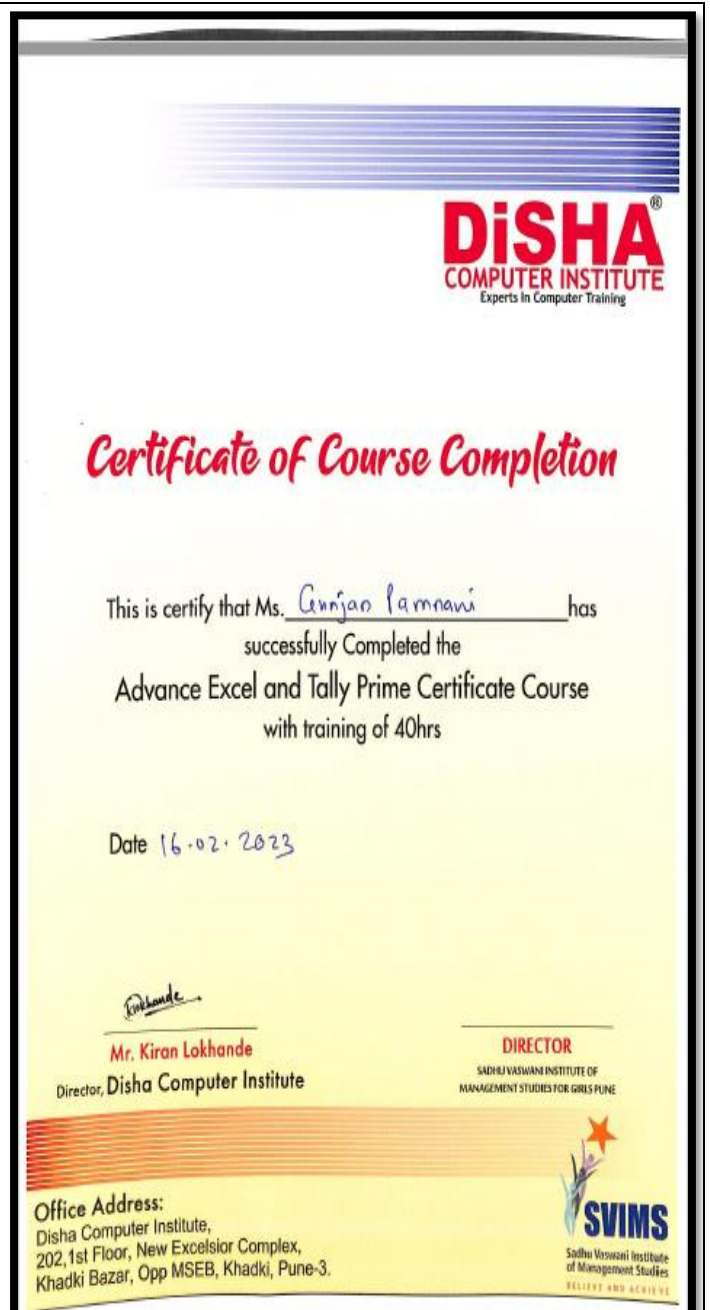 DiSHA®
COMPUTER INSTITUTE
Experts In Computer Training
Certificate of Course Completion
This is certify that Ms. Gunjan Pamnani has
successfully Completed the
Advance Excel and Tally Prime Certificate Course
with training of 40hrs
Date 16.02.2023
Mr. Kiran Lokhande
Director, Disha Computer Institute
DIRECTOR
SADHU VASWANI INSTITUTE OF
MANAGEMENT STUDIES FOR GIRLS PUNE
Office Address:
Disha Computer Institute,
202,1st Floor, New Excelsior Complex,
Khadki Bazar, Opp MSEB, Khadki, Pune-3.
SVIMS
Sadhu Vaswani Institute
of Management Studies
BELIEVE AND ACHIEVE